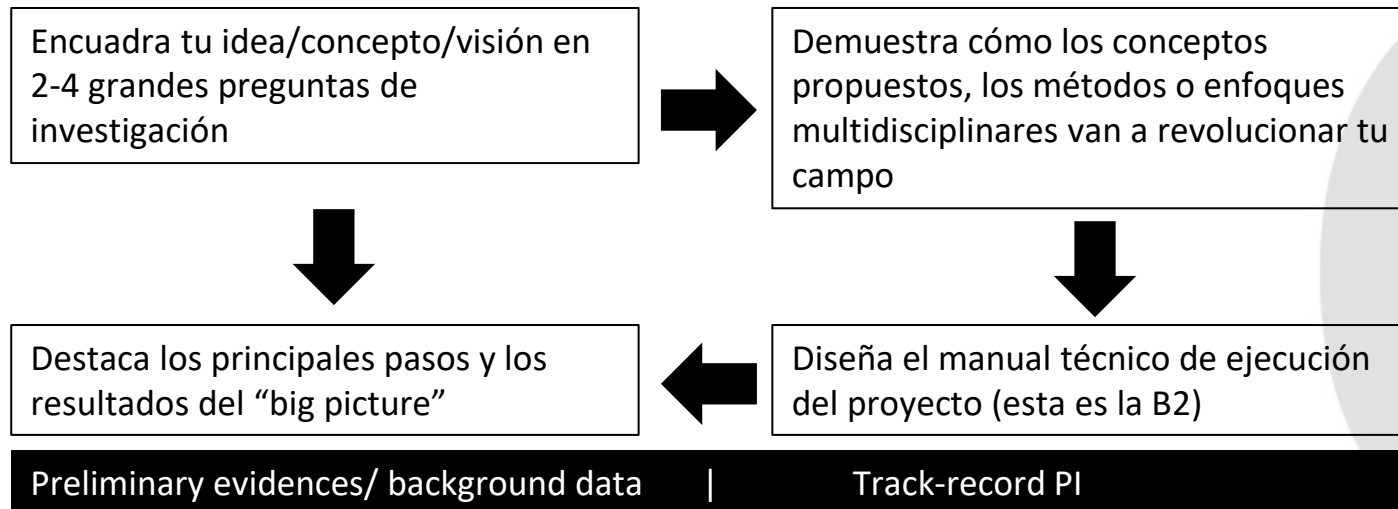 Encuadra tu idea/concepto/visión en
2-4 grandes preguntas de
investigación
Demuestra cómo los conceptos
propuestos, los métodos o enfoques
multidisciplinares van a revolucionar tu
campo
Destaca los principales pasos y los
resultados del “big picture”
Diseña el manual técnico de ejecución
del proyecto (esta es la B2)
Preliminary evidences/ background data | Track-record PI